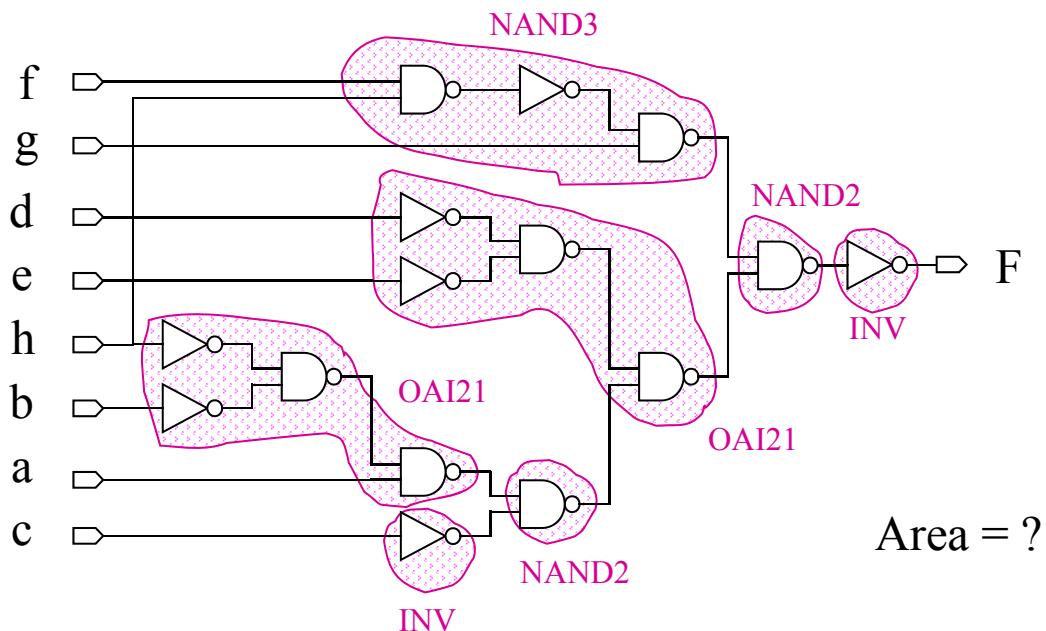 NAND3
f
g
d
NAND2
e
F
h
INV
b
OAI21
OAI21
a
c
Area = ?
NAND2
INV